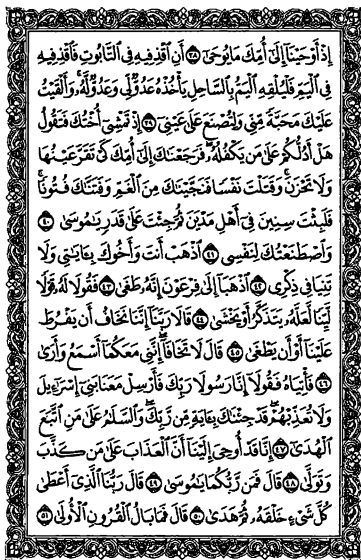 إِذْ أَوْحَيْنَآ إِلَىٰٓ أُمِّكَ مَا يُوحَىٰٓ ٣٨ أَنِ ٱقْذِفِيهِ فِي ٱلتَّابُوتِ فَٱقْذِفِيهِ
فِي ٱلْيَمِّ فَلْيُلْقِهِ ٱلْيَمُّ بِٱلسَّاحِلِ يَأْخُذْهُ عَدُوٌّ لِّي وَعَدُوٌّ لَّهُۥ ۚ وَأَلْقَيْتُ
عَلَيْكَ مَحَبَّةً مِّنِّي وَلِتُصْنَعَ عَلَىٰ عَيْنِيٓ ٣٩ إِذْ تَمْشِيٓ أُخْتُكَ فَتَقُولُ
هَلْ أَدُلُّكُمْ عَلَىٰ مَن يَكْفُلُهُۥ ۖ فَرَجَعْنَٰكَ إِلَىٰٓ أُمِّكَ كَيْ تَقَرَّ عَيْنُهَا
وَلَا تَحْزَنَ ۚ وَقَتَلْتَ نَفْسًا فَنَجَّيْنَٰكَ مِنَ ٱلْغَمِّ وَفَتَنَّٰكَ فُتُونًا ۚ
فَلَبِثْتَ سِنِينَ فِيٓ أَهْلِ مَدْيَنَ ثُمَّ جِئْتَ عَلَىٰ قَدَرٍ يَٰمُوسَىٰ ٤٠
وَٱصْطَنَعْتُكَ لِنَفْسِي ٤١ ٱذْهَبْ أَنتَ وَأَخُوكَ بِـَٔايَٰتِي وَلَا
تَنِيَا فِي ذِكْرِي ٤٢ ٱذْهَبَآ إِلَىٰ فِرْعَوْنَ إِنَّهُۥ طَغَىٰ ٤٣ فَقُولَا لَهُۥ قَوْلًا
لَّيِّنًا لَّعَلَّهُۥ يَتَذَكَّرُ أَوْ يَخْشَىٰ ٤٤ قَالَا رَبَّنَآ إِنَّنَا نَخَافُ أَن يَفْرُطَ
عَلَيْنَآ أَوْ أَن يَطْغَىٰ ٤٥ قَالَ لَا تَخَافَآ ۖ إِنَّنِي مَعَكُمَآ أَسْمَعُ وَأَرَىٰ
٤٦ فَأْتِيَاهُ فَقُولَآ إِنَّا رَسُولَا رَبِّكَ فَأَرْسِلْ مَعَنَا بَنِيٓ إِسْرَٰٓءِيلَ
وَلَا تُعَذِّبْهُمْ ۖ قَدْ جِئْنَٰكَ بِـَٔايَةٍ مِّن رَّبِّكَ ۖ وَٱلسَّلَٰمُ عَلَىٰ مَنِ ٱتَّبَعَ
ٱلْهُدَىٰٓ ٤٧ إِنَّا قَدْ أُوحِيَ إِلَيْنَآ أَنَّ ٱلْعَذَابَ عَلَىٰ مَن كَذَّبَ
وَتَوَلَّىٰ ٤٨ قَالَ فَمَن رَّبُّكُمَا يَٰمُوسَىٰ ٤٩ قَالَ رَبُّنَا ٱلَّذِيٓ أَعْطَىٰ
كُلَّ شَيْءٍ خَلْقَهُۥ ثُمَّ هَدَىٰ ٥٠ قَالَ فَمَا بَالُ ٱلْقُرُونِ ٱلْأُولَىٰ ٥١